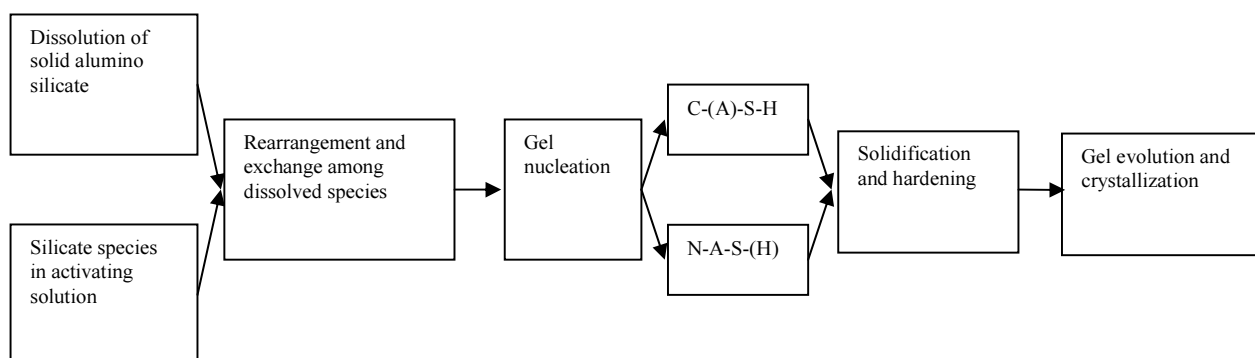 Dissolution of
solid alumino
silicate
Silicate species
in activating
solution
Rearrangement and
exchange among
dissolved species
Gel
nucleation
C-(A)-S-H
N-A-S-(H)
Solidification
and hardening
Gel evolution and
crystallization